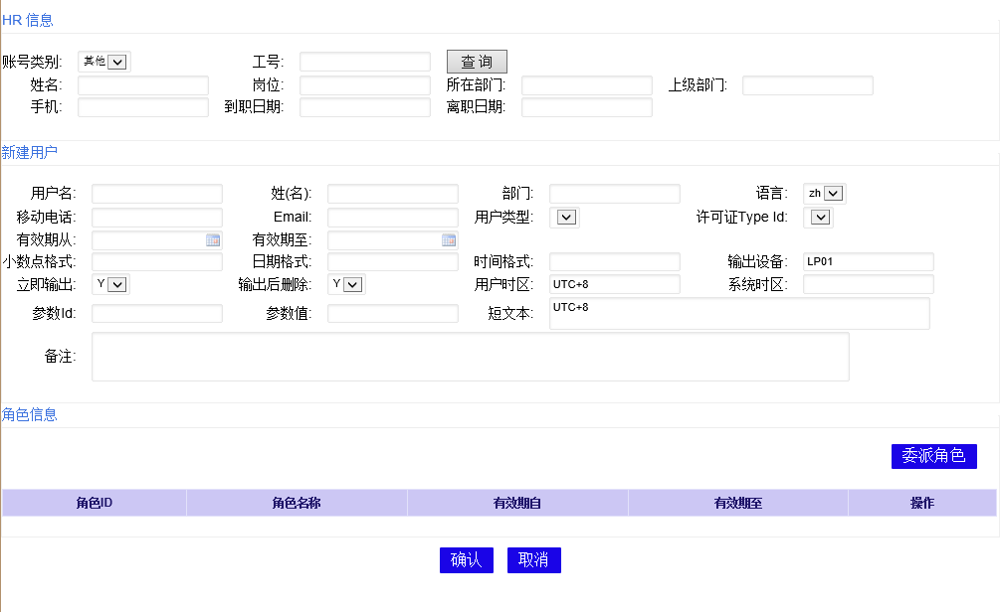 HR 信息
账号类别: 其他 工号: 查 询
姓名: 岗位: 所在部门: 上级部门:
手机: 到职日期: 离职日期:
新建用户
用户名: 姓(名): 部门: 语言: zh
移动电话: Email: 用户类型: 许可证Type Id:
有效期从: 有效期至:
小数点格式: 日期格式: 时间格式: 输出设备: LP01
立即输出: Y 输出后删除: Y 用户时区: UTC+8 系统时区:
参数Id: 参数值: 短文本: UTC+8
备注:
角色信息
委派角色
角色ID 角色名称 有效期自 有效期至 操作
确认 取消